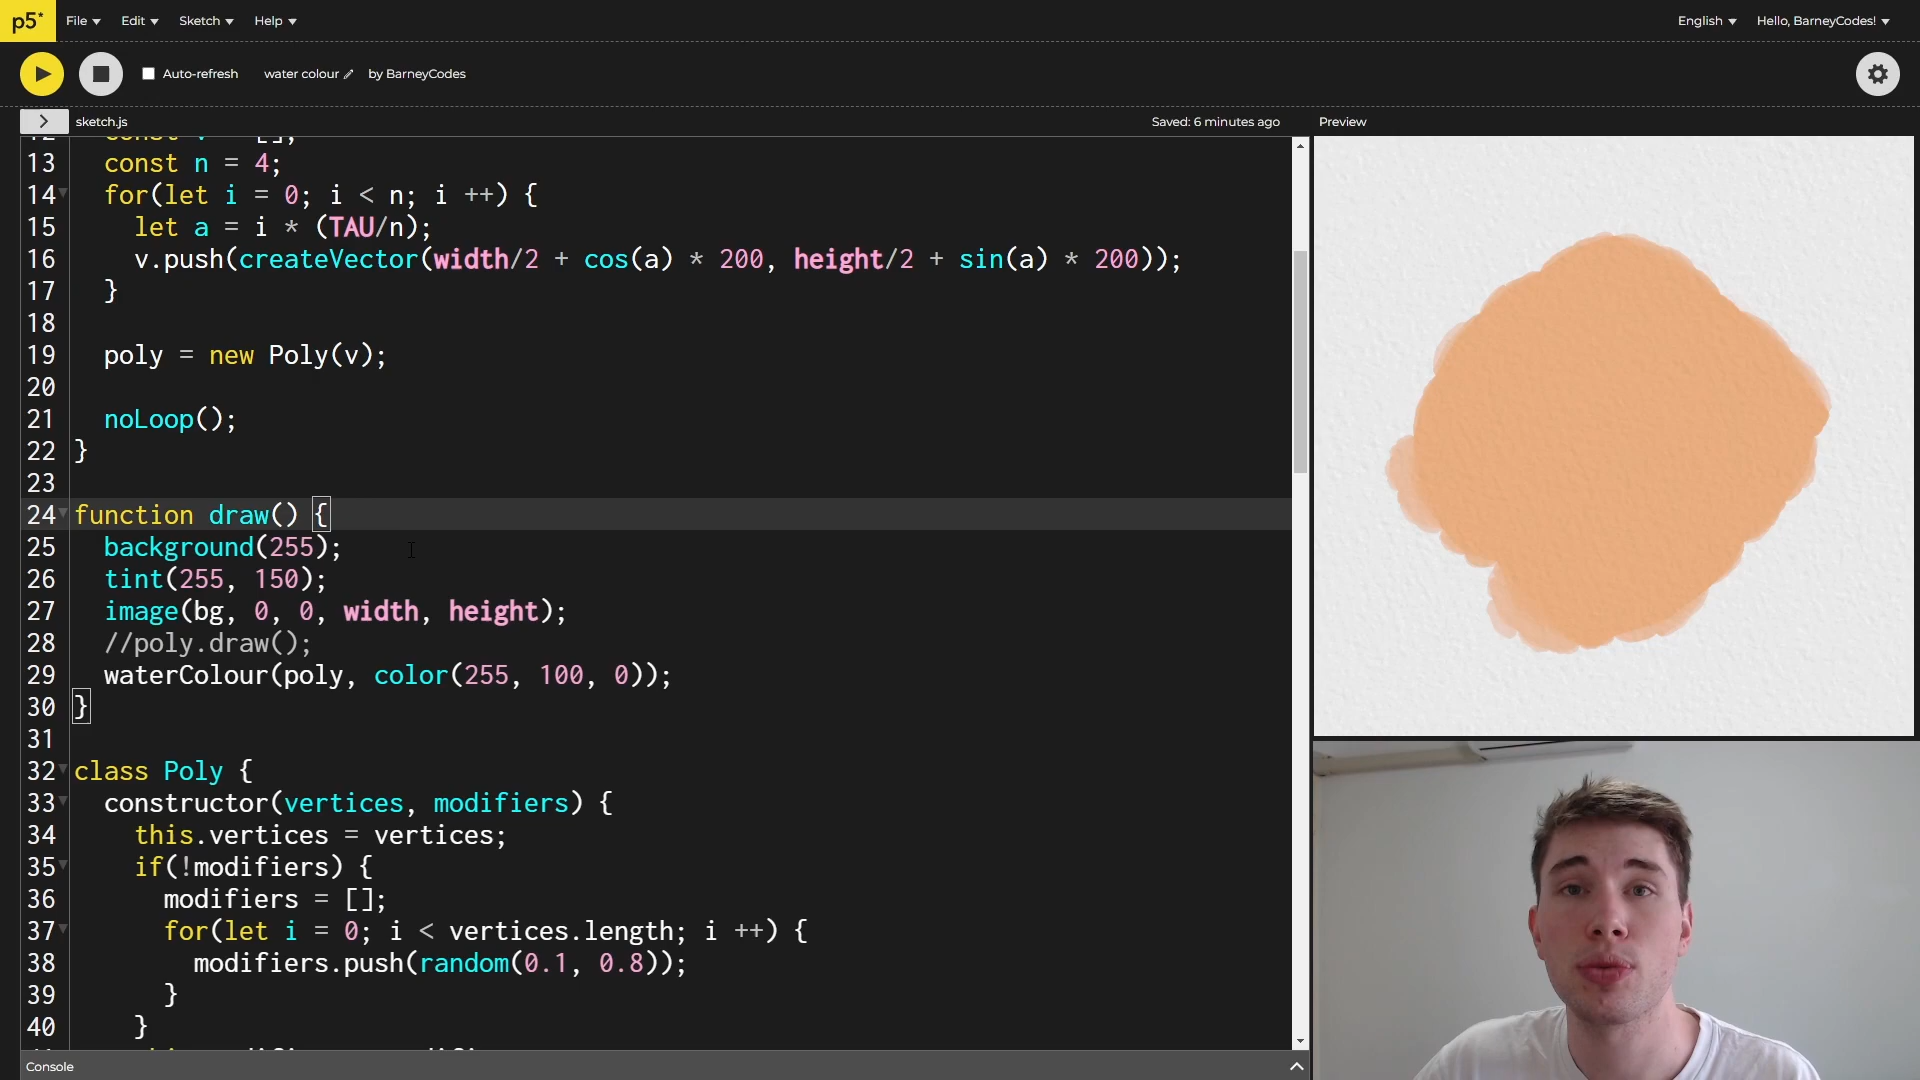 p5*
File
Edit
Sketch
Help
English
Hello, BarneyCodes!
Auto-refresh
water colour
by BarneyCodes
sketch.js
Saved: 6 minutes ago
Preview
13 const n = 4;
14 for(let i = 0; i < n; i ++) {
15 let a = i * (TAU/n);
16 v.push(createVector(width/2 + cos(a) * 200, height/2 + sin(a) * 200));
17 }
18
19 poly = new Poly(v);
20
21 noLoop();
22 }
23
24 function draw() {
25 background(255);
26 tint(255, 150);
27 image(bg, 0, 0, width, height);
28 //poly.draw();
29 waterColour(poly, color(255, 100, 0));
30 }
31
32 class Poly {
33 constructor(vertices, modifiers) {
34 this.vertices = vertices;
35 if(!modifiers) {
36 modifiers = [];
37 for(let i = 0; i < vertices.length; i ++) {
38 modifiers.push(random(0.1, 0.8));
39 }
40 }
Console